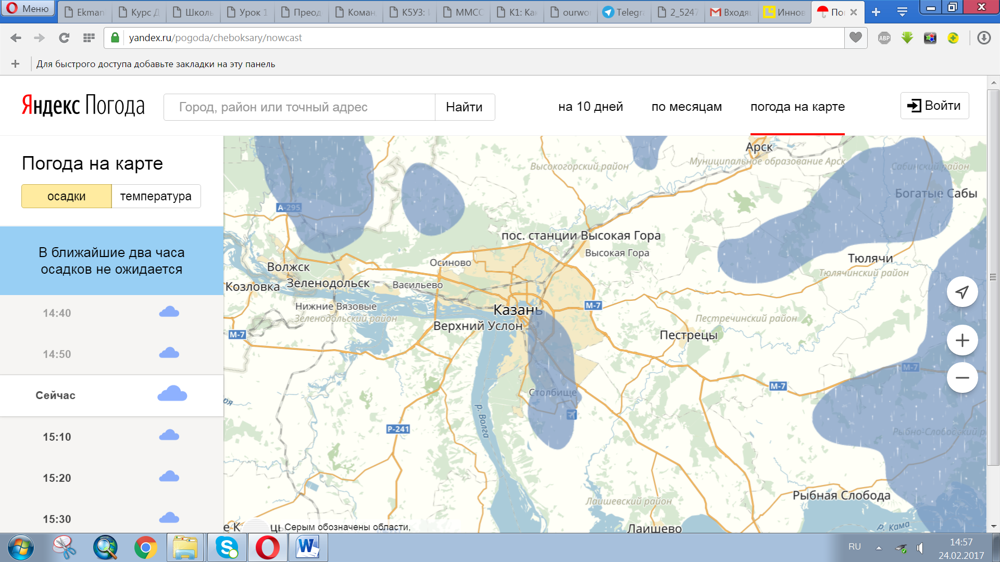 Меню
Ekman
Курс Д
Школь
Урок 1
Преод
Коман
К5У3:
ММСС
К1: Как
ourwor
Telegra
2_5247
Входящ
Иннов
По
yandex.ru/pogoda/cheboksary/nowcast
ABP
Для быстрого доступа добавьте закладки на эту панель
Яндекс Погода
Город, район или точный адрес
Найти
на 10 дней
по месяцам
погода на карте
Войти
Погода на карте
осадки
температура
В ближайшие два часа
осадков не ожидается
14:40
14:50
Сейчас
15:10
15:20
15:30
Арск
Муниципальное образование Арск
Высокогорский район
Сабинский район
Богатые Сабы
А-295
пос. станции Высокая Гора
Высокая Гора
Тюлячи
Тюлячинский район
Осиново
Волжск
Козловка
Зеленодольск
Васильево
Нижние Вязовые
Зеленодольский район
Казань
М-7
Верхний Услон
Пестречинский район
Пестрецы
М-7
М-7
М-7
Столбище
р. Волга
Р-241
Рыбно-Слободский р
Рыбная Слобода
Лаишевский район
Лаишево
р. Кама
Серым обозначены области,
RU
14:57
24.02.2017